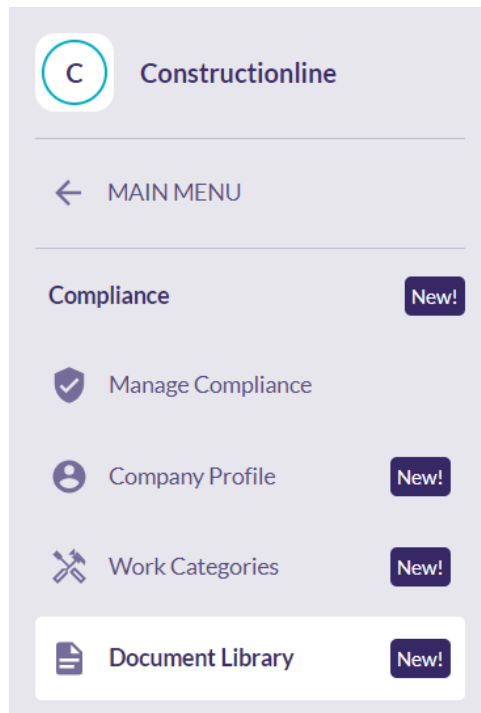 C Constructionline
MAIN MENU
Compliance New!
Manage Compliance
Company Profile New!
Work Categories New!
Document Library New!